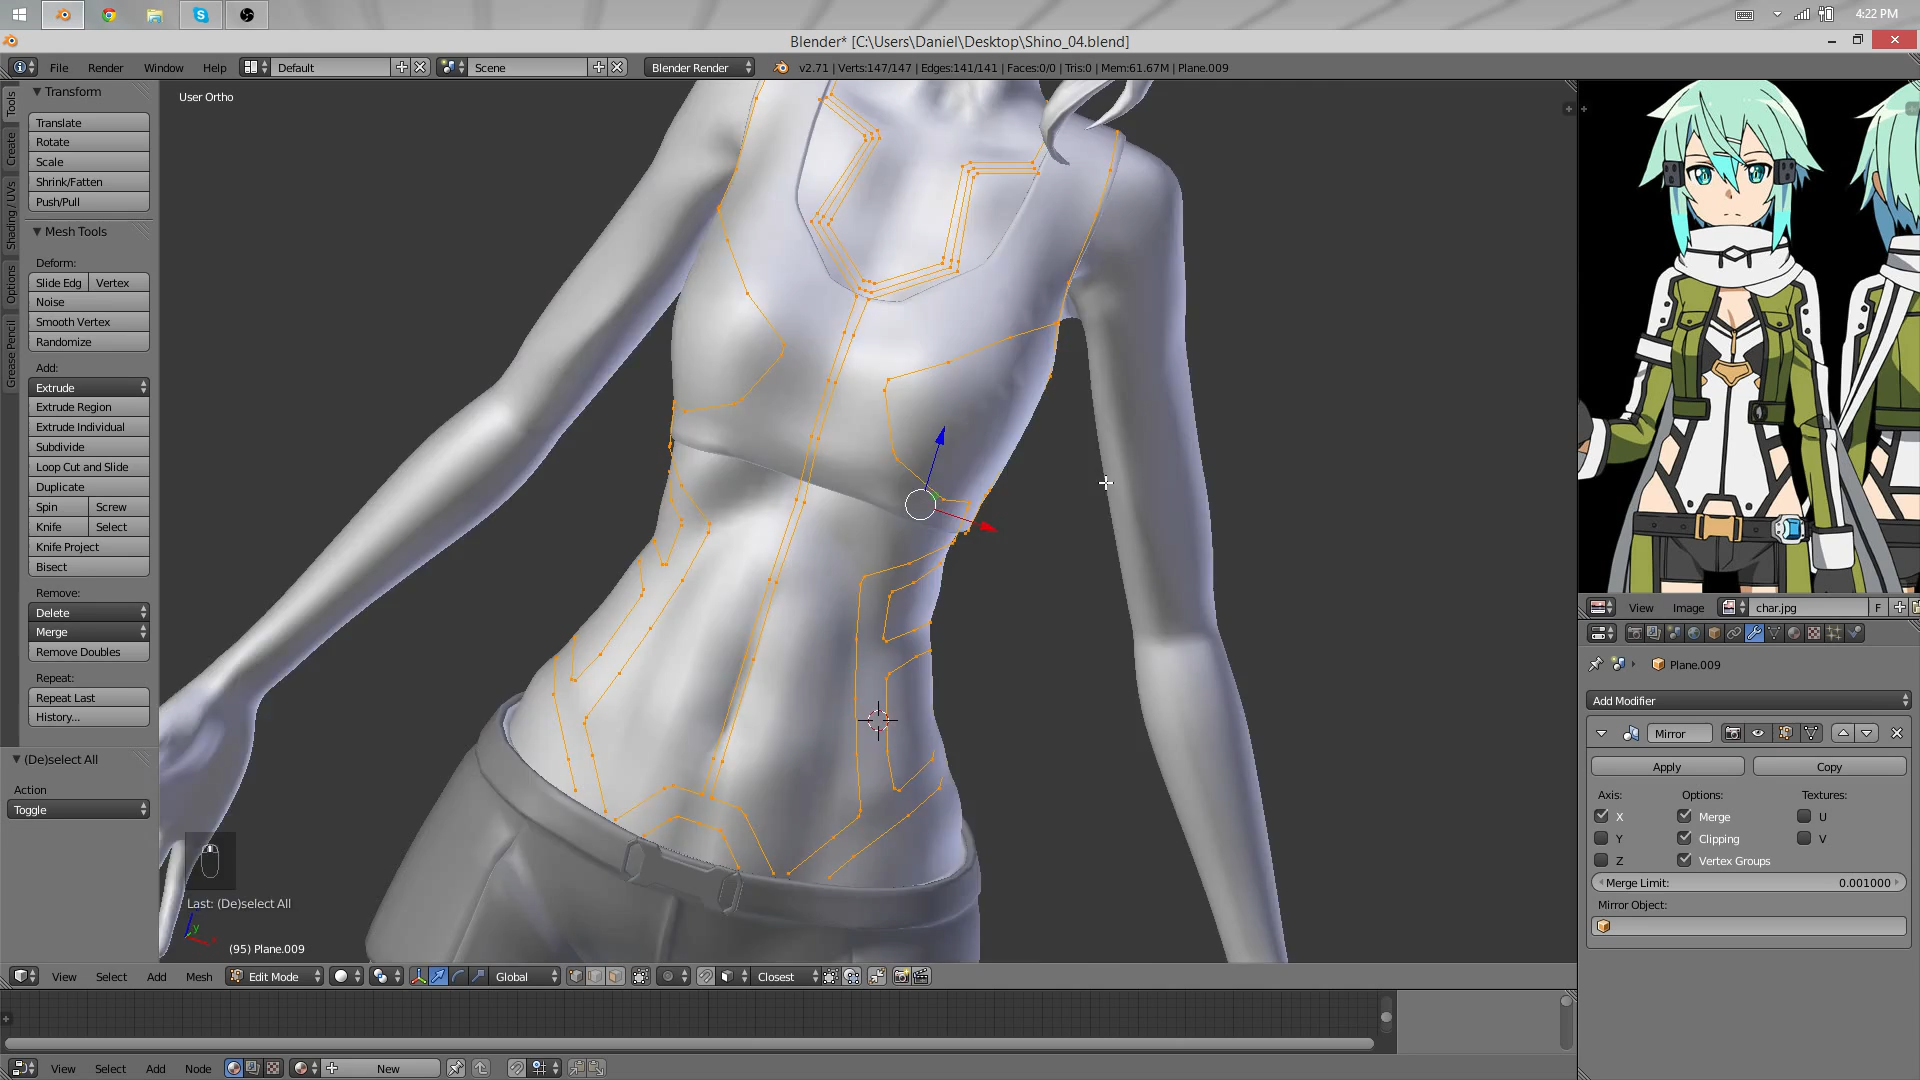 4:22 PM
Blender* [C:\Users\Daniel\Desktop\Shino_04.blend]
File Render Window Help Default Scene Blender Render v2.71 | Verts:147/147 | Edges:141/141 | Faces:0/0 | Tris:0 | Mem:61.67M | Plane.009
Tools
Create
Shading / UVs
Options
Grease Pencil
Transform
Translate
Rotate
Scale
Shrink/Fatten
Push/Pull
Mesh Tools
Deform:
Slide Edg Vertex
Noise
Smooth Vertex
Randomize
Add:
Extrude
Extrude Region
Extrude Individual
Subdivide
Loop Cut and Slide
Duplicate
Spin Screw
Knife Select
Knife Project
Bisect
Remove:
Delete
Merge
Remove Doubles
Repeat:
Repeat Last
History...
(De)select All
Action
Toggle
User Ortho
Last: (De)select All
z
y
x
(95) Plane.009
View Select Add Mesh Edit Mode Global Closest
View Select Add Node New
View Image char.jpg F
Plane.009
Add Modifier
Mirror
Apply Copy
Axis: Options: Textures:
X Merge U
Y Clipping V
Z Vertex Groups
Merge Limit: 0.001000
Mirror Object: